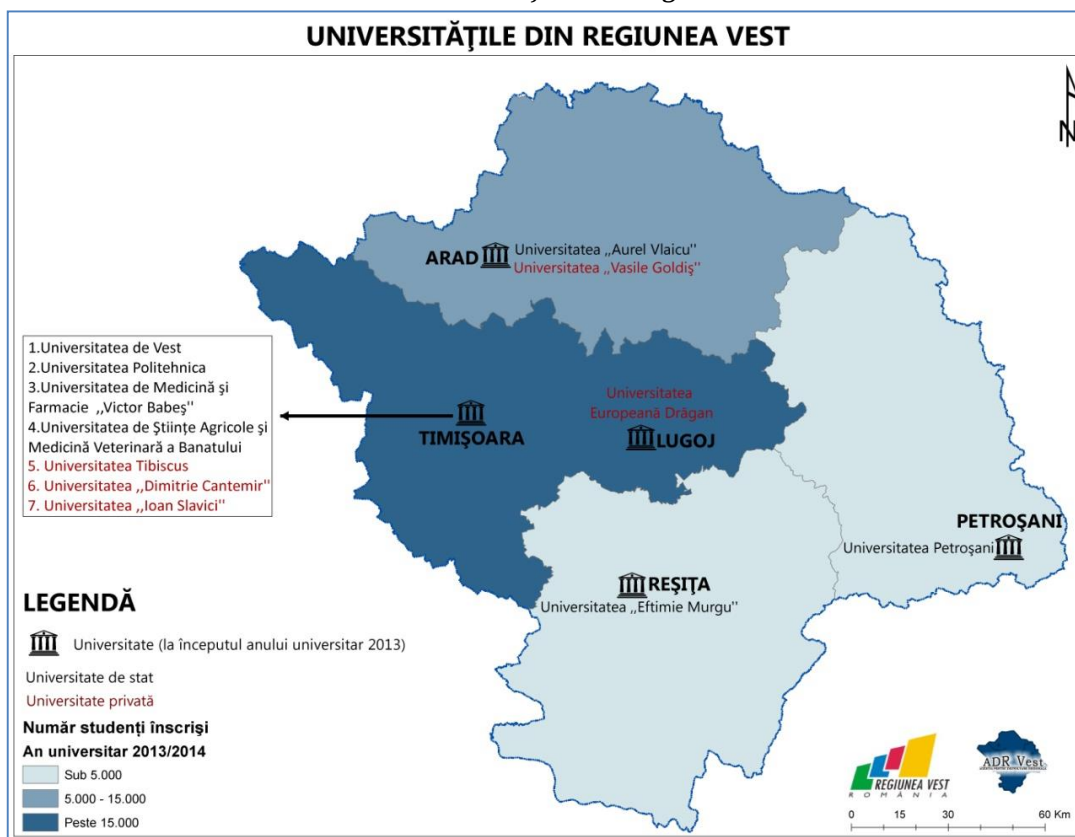 UNIVERSITĂŢILE DIN REGIUNEA VEST
N
ARAD
Universitatea ,,Aurel Vlaicu''
Universitatea ,,Vasile Goldiş''
1.Universitatea de Vest
2.Universitatea Politehnica
3.Universitatea de Medicină şi
Farmacie ,,Victor Babeş''
4.Universitatea de Ştiinţe Agricole şi
Medicină Veterinară a Banatului
5. Universitatea Tibiscus
6. Universitatea ,,Dimitrie Cantemir''
7. Universitatea ,,Ioan Slavici''
TIMIŞOARA
Universitatea
Europeană Drăgan
LUGOJ
PETROŞANI
Universitatea Petroşani
REŞIŢA
Universitatea ,,Eftimie Murgu''
LEGENDĂ
Universitate (la începutul anului universitar 2013)
Universitate de stat
Universitate privată
Număr studenți înscriși
An universitar 2013/2014
Sub 5.000
5.000 - 15.000
Peste 15.000
REGIUNEA VEST
ROMÂNIA
ADR Vest
0 15 30 60 Km